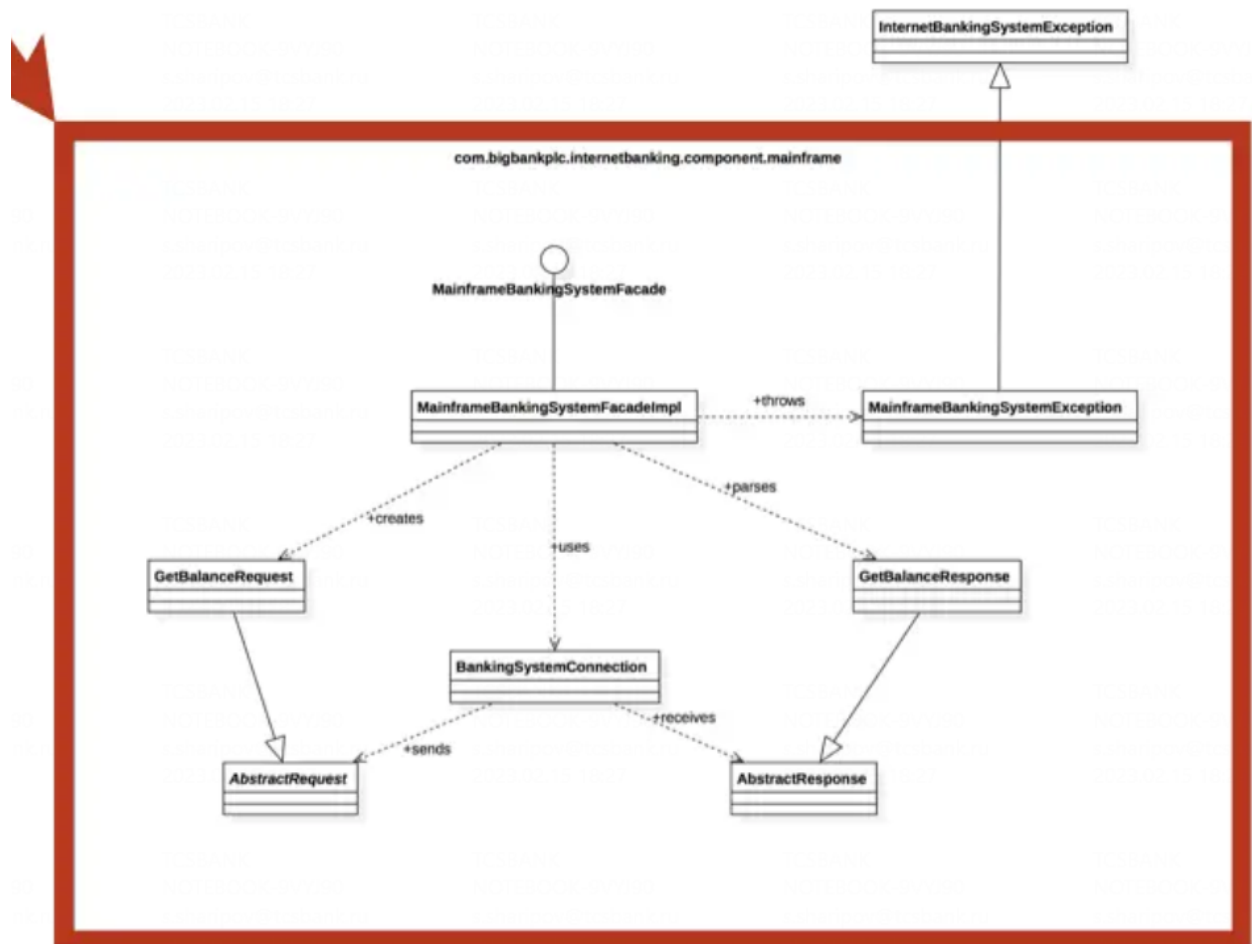 InternetBankingSystemException
com.bigbankplc.internetbanking.component.mainframe
MainframeBankingSystemFacade
MainframeBankingSystemFacadeImpl
+throws
MainframeBankingSystemException
+parses
+creates
+uses
GetBalanceRequest
GetBalanceResponse
BankingSystemConnection
+receives
+sends
AbstractRequest
AbstractResponse